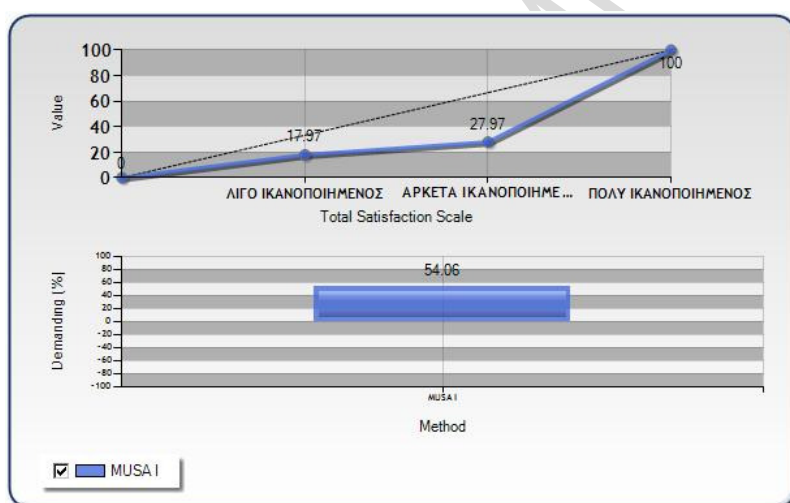 100
80
60
40
20
0
Value
0
17.97
27.97
100
ΛΙΓΟ ΙΚΑΝΟΠΟΙΗΜΕΝΟΣ
ΑΡΚΕΤΑ ΙΚΑΝΟΠΟΙΗΜΕ...
ΠΟΛΥ ΙΚΑΝΟΠΟΙΗΜΕΝΟΣ
Total Satisfaction Scale
100
80
60
40
20
0
-20
-40
-60
-80
-100
Demanding [%]
54.06
MUSA I
Method
MUSA I